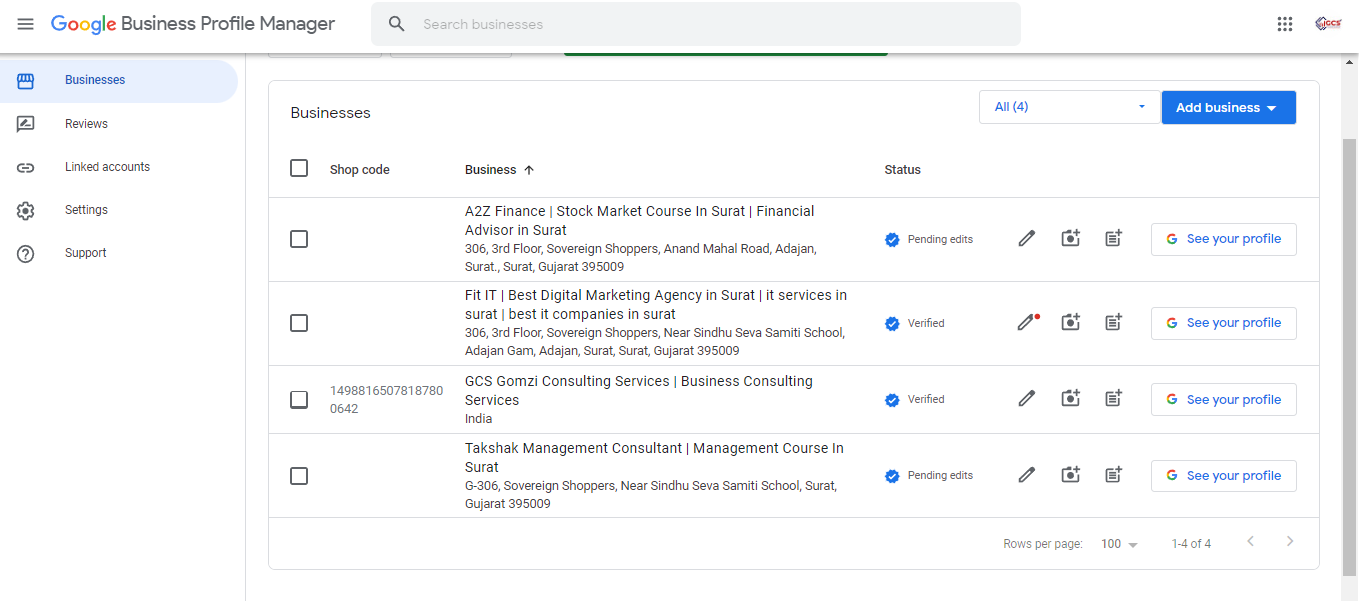 Google Business Profile Manager
Search businesses
GCS
Businesses
Reviews
Linked accounts
Settings
Support
Businesses
All (4)
Add business
Shop code
Business
Status
A2Z Finance | Stock Market Course In Surat | Financial
Advisor in Surat
306, 3rd Floor, Sovereign Shoppers, Anand Mahal Road, Adajan,
Surat., Surat, Gujarat 395009
Pending edits
See your profile
Fit IT | Best Digital Marketing Agency in Surat | it services in
surat | best it companies in surat
306, 3rd Floor, Sovereign Shoppers, Near Sindhu Seva Samiti School,
Adajan Gam, Adajan, Surat, Surat, Gujarat 395009
Verified
See your profile
1498816507818780
0642
GCS Gomzi Consulting Services | Business Consulting
Services
India
Verified
See your profile
Takshak Management Consultant | Management Course In
Surat
G-306, Sovereign Shoppers, Near Sindhu Seva Samiti School, Surat,
Gujarat 395009
Pending edits
See your profile
Rows per page:
100
1-4 of 4